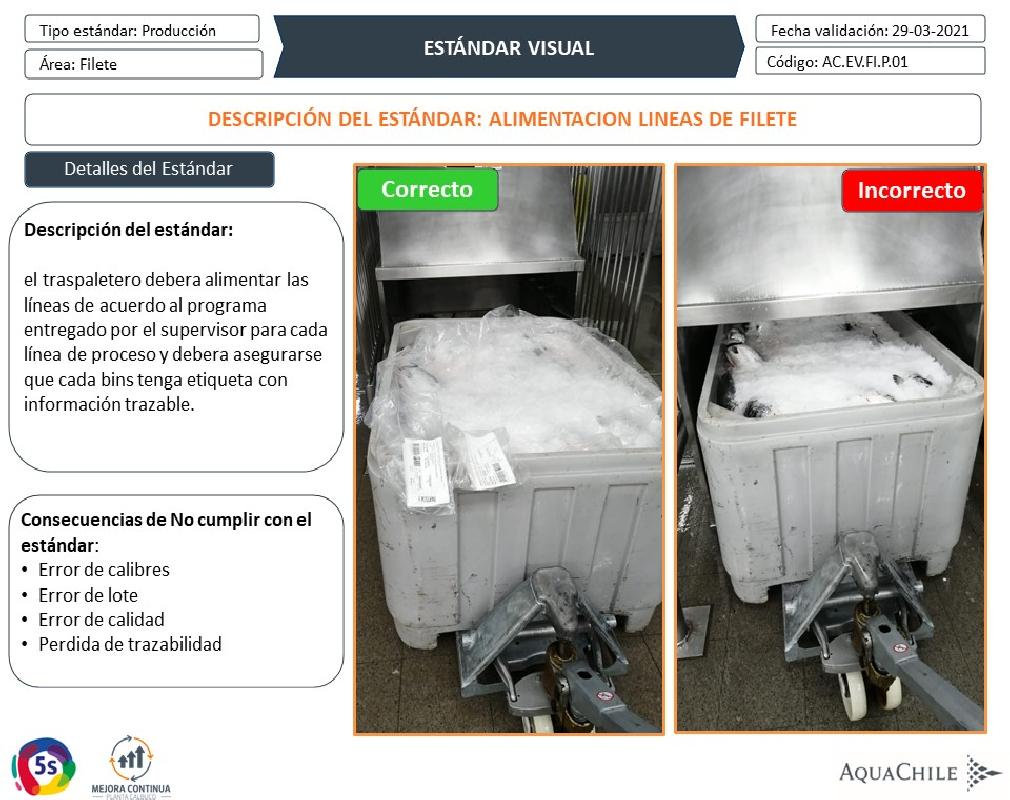 Tipo estándar: Producción
Área: Filete
ESTÁNDAR VISUAL
Fecha validación: 29-03-2021
Código: AC.EV.FI.P.01
DESCRIPCIÓN DEL ESTÁNDAR: ALIMENTACION LINEAS DE FILETE
Detalles del Estándar
Descripción del estándar:
el traspaletero debera alimentar las
líneas de acuerdo al programa
entregado por el supervisor para cada
línea de proceso y debera asegurarse
que cada bins tenga etiqueta con
información trazable.
Consecuencias de No cumplir con el
estándar:
• Error de calibres
• Error de lote
• Error de calidad
• Perdida de trazabilidad
Correcto
Incorrecto
5s
MEJORA CONTINUA
PLANTA CALBUCO
AQUACHILE